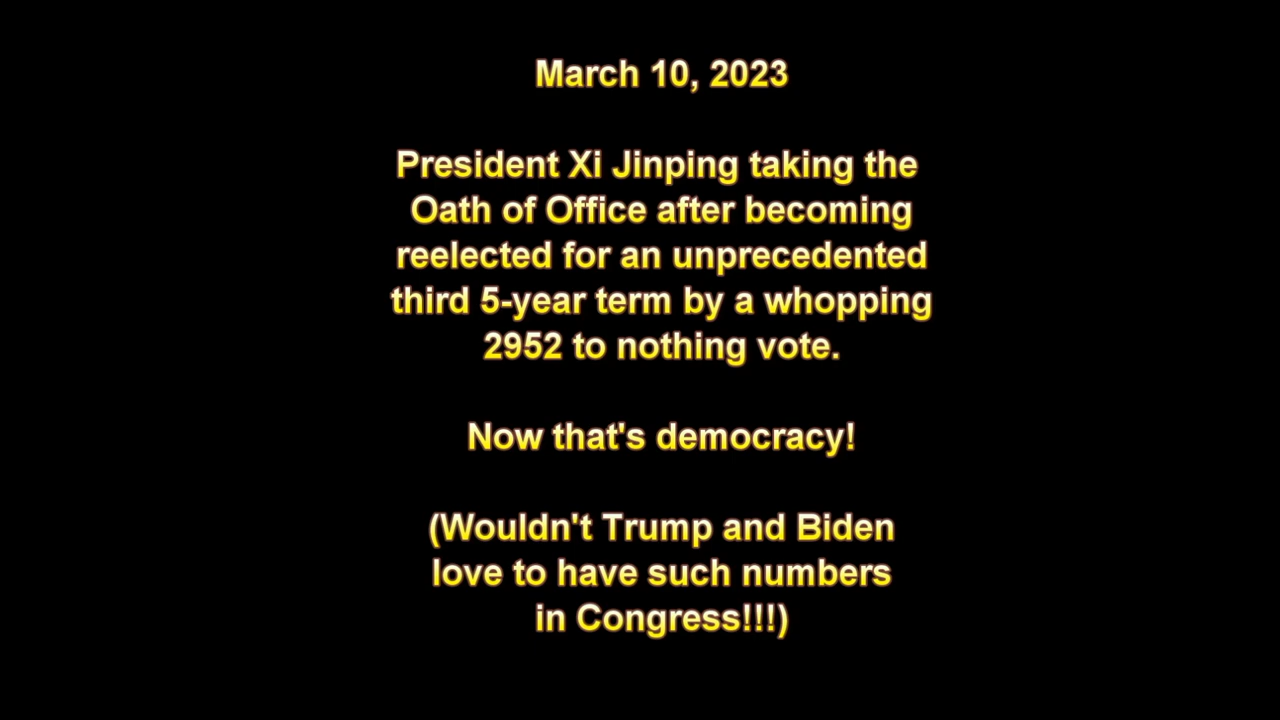 March 10, 2023
President Xi Jinping taking the
Oath of Office after becoming
reelected for an unprecedented
third 5-year term by a whopping
2952 to nothing vote.
Now that's democracy!
(Wouldn't Trump and Biden
love to have such numbers
in Congress!!!)